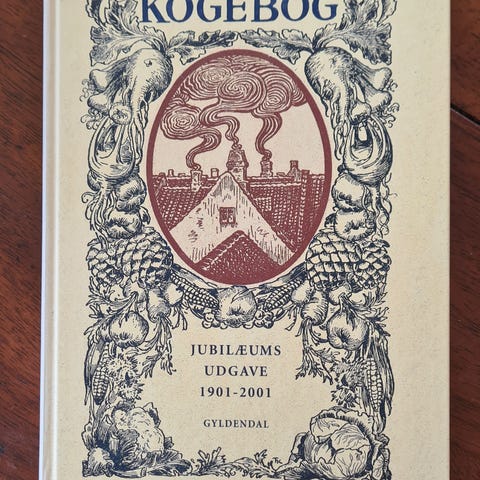 KOGEBOG
JUBILÆUMS
UDGAVE
1901-2001
GYLDENDAL